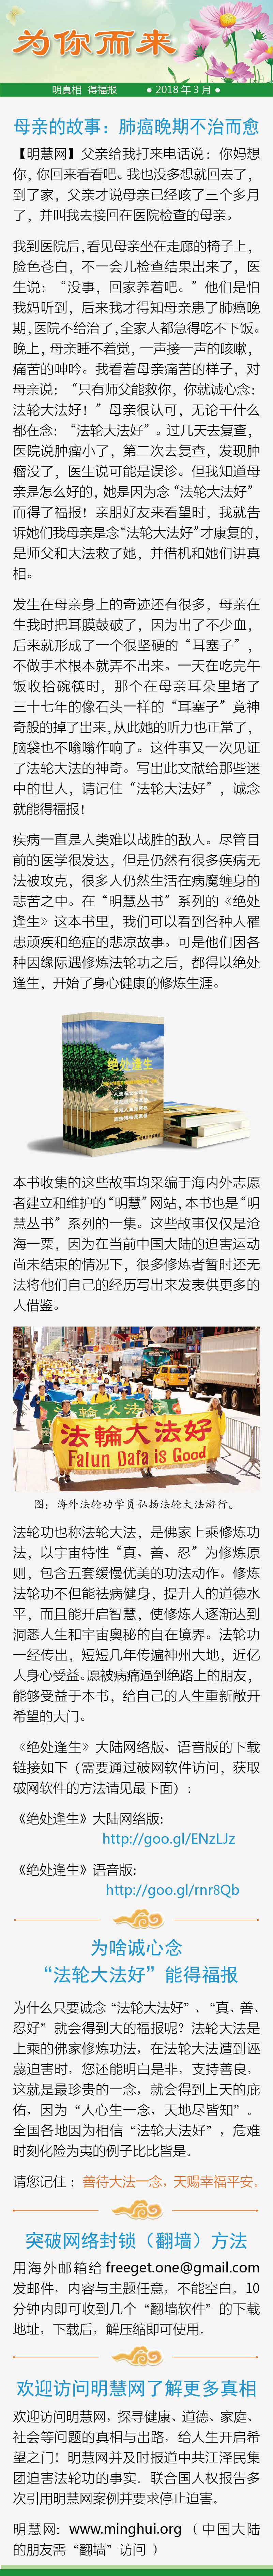 为你而来
明真相 得福报 ● 2018 年 3 月 ●
母亲的故事：肺癌晚期不治而愈
【明慧网】父亲给我打来电话说：你妈想
你，你回来看看吧。我也没多想就回去了，
到了家，父亲才说母亲已经咳了三个多月
了，并叫我去接回在医院检查的母亲。
我到医院后，看见母亲坐在走廊的椅子上，
脸色苍白，不一会儿检查结果出来了，医
生说：“没事，回家养着吧。”他们是怕
我妈听到，后来我才得知母亲患了肺癌晚
期，医院不给治了，全家人都急得吃不下饭。
晚上，母亲睡不着觉，一声接一声的咳嗽，
痛苦的呻吟。我看着母亲痛苦的样子，对
母亲说：“只有师父能救你，你就诚心念：
法轮大法好！”母亲很认可，无论干什么
都在念：“法轮大法好”。过几天去复查，
医院说肿瘤小了，第二次去复查，发现肿
瘤没了，医生说可能是误诊。但我知道母
亲是怎么好的，她是因为念“法轮大法好”
而得了福报！亲朋好友来看望时，我就告
诉她们我母亲是念“法轮大法好”才康复的，
是师父和大法救了她，并借机和她们讲真
相。
发生在母亲身上的奇迹还有很多，母亲在
生我时把耳膜鼓破了，因为出了不少血，
后来就形成了一个很坚硬的“耳塞子”，
不做手术根本就弄不出来。一天在吃完午
饭收拾碗筷时，那个在母亲耳朵里堵了
三十七年的像石头一样的“耳塞子”竟神
奇般的掉了出来，从此她的听力也正常了，
脑袋也不嗡嗡作响了。这件事又一次见证
了法轮大法的神奇。写出此文献给那些迷
中的世人，请记住“法轮大法好”，诚念
就能得福报！
疾病一直是人类难以战胜的敌人。尽管目
前的医学很发达，但是仍然有很多疾病无
法被攻克，很多人仍然生活在病魔缠身的
悲苦之中。在“明慧丛书”系列的《绝处
逢生》这本书里，我们可以看到各种人罹
患顽疾和绝症的悲凉故事。可是他们因各
种因缘际遇修炼法轮功之后，都得以绝处
逢生，开始了身心健康的修炼生涯。
绝处逢生
本书收集的这些故事均采编于海内外志愿
者建立和维护的“明慧”网站，本书也是“明
慧丛书”系列的一集。这些故事仅仅是沧
海一粟，因为在当前中国大陆的迫害运动
尚未结束的情况下，很多修炼者暂时还无
法将他们自己的经历写出来发表供更多的
人借鉴。
法輪大法好
Falun Dafa is Good
图：海外法轮功学员弘扬法轮大法游行。
法轮功也称法轮大法，是佛家上乘修炼功
法，以宇宙特性“真、善、忍”为修炼原
则，包含五套缓慢优美的功法动作。修炼
法轮功不但能祛病健身，提升人的道德水
平，而且能开启智慧，使修炼人逐渐达到
洞悉人生和宇宙奥秘的自在境界。法轮功
一经传出，短短几年传遍神州大地，近亿
人身心受益。愿被病痛逼到绝路上的朋友，
能够受益于本书，给自己的人生重新敞开
希望的大门。
《绝处逢生》大陆网络版、语音版的下载
链接如下（需要通过破网软件访问，获取
破网软件的方法请见最下面）：
《绝处逢生》大陆网络版：
http://goo.gl/ENzLJz
《绝处逢生》语音版：
http://goo.gl/rnr8Qb
为啥诚心念
“法轮大法好”能得福报
为什么只要诚念“法轮大法好”、“真、善、
忍好”就会得到大的福报呢？法轮大法是
上乘的佛家修炼功法，在法轮大法遭到诬
蔑迫害时，您还能明白是非，支持善良，
这就是最珍贵的一念，就会得到上天的庇
佑，因为“人心生一念，天地尽皆知”。
全国各地因为相信“法轮大法好”，危难
时刻化险为夷的例子比比皆是。
请您记住：善待大法一念，天赐幸福平安。
突破网络封锁（翻墙）方法
用海外邮箱给 freeget.one@gmail.com
发邮件，内容与主题任意，不能空白。10
分钟内即可收到几个“翻墙软件”的下载
地址，下载后，解压缩即可使用。
欢迎访问明慧网了解更多真相
欢迎访问明慧网，探寻健康、道德、家庭、
社会等问题的真相与出路，给人生开启希
望之门！明慧网并及时报道中共江泽民集
团迫害法轮功的事实。联合国人权报告多
次引用明慧网案例并要求停止迫害。
明慧网：www.minghui.org（中国大陆
的朋友需“翻墙”访问）